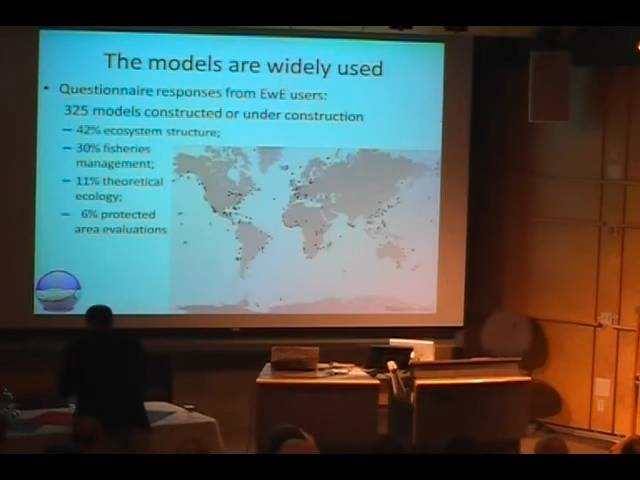 The models are widely used
• Questionnaire responses from EwE users:
325 models constructed or under construction
– 42% ecosystem structure;
– 30% fisheries
management;
– 11% theoretical
ecology;
– 6% protected
area evaluations